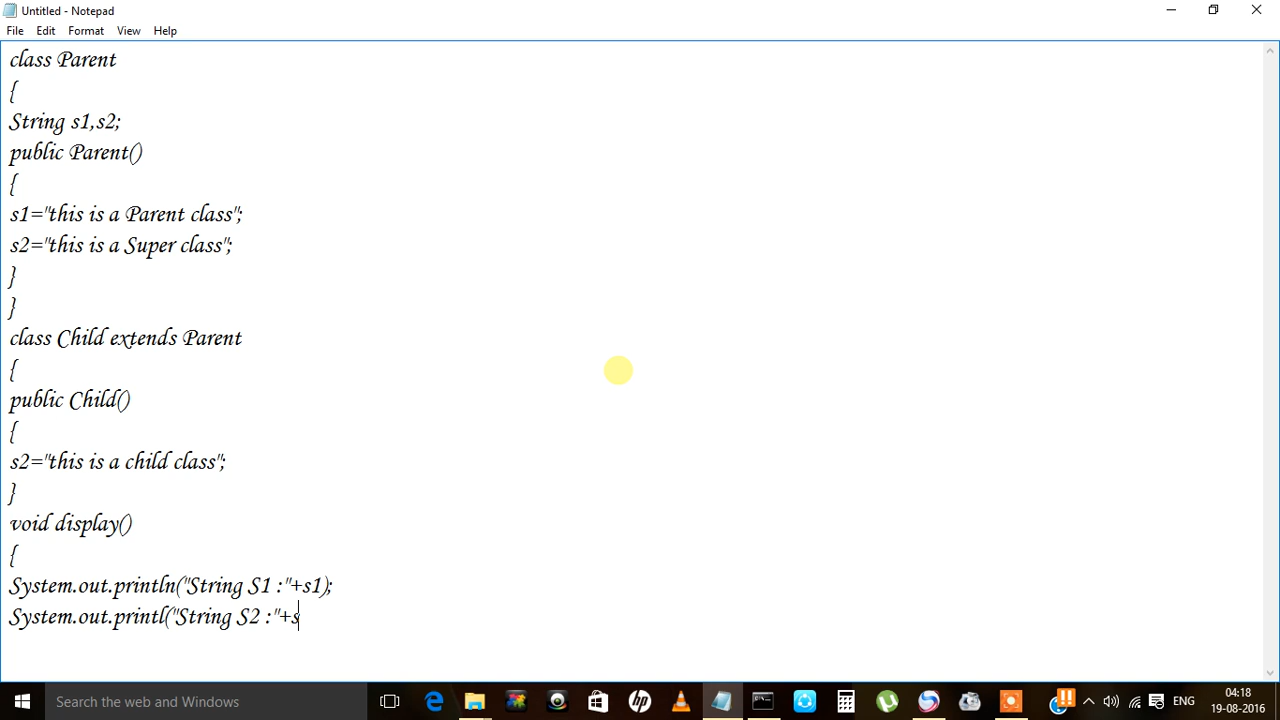 Untitled - Notepad
File Edit Format View Help
class Parent
{
String s1,s2;
public Parent()
{
s1="this is a Parent class";
s2="this is a Super class";
}
}
class Child extends Parent
{
public Child()
{
s2="this is a child class";
}
void display()
{
System.out.println("String S1 :"+s1);
System.out.printl("String S2 :"+s
Search the web and Windows
hp
ENG
04:18
19-08-2016